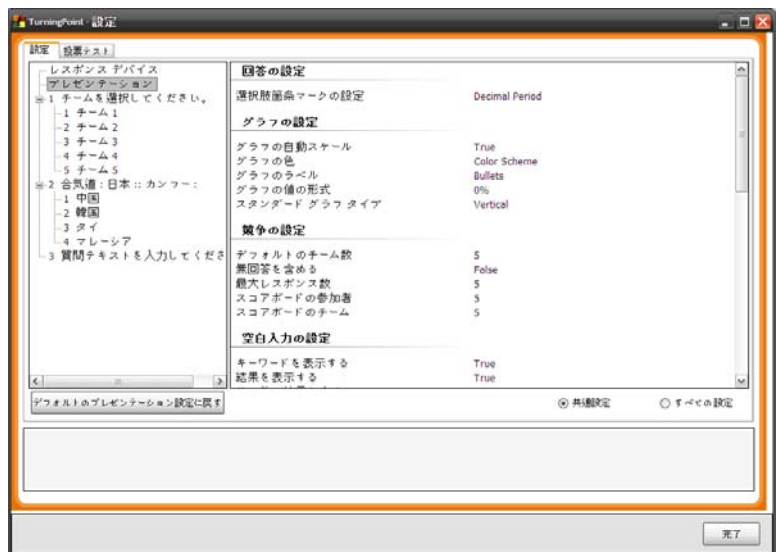 TurningPoint - 設定
設定 投票テスト
レスポンス デバイス
プレゼンテーション
1 チームを選択してください。
1 チーム 1
2 チーム 2
3 チーム 3
4 チーム 4
5 チーム 5
2 合気道：日本 :: カンフー：
1 中国
2 韓国
3 タイ
4 マレーシア
3 質問テキストを入力してくださ
回答の設定
選択肢箇条マークの設定 Decimal Period
グラフの設定
グラフの自動スケール True
グラフの色 Color Scheme
グラフのラベル Bullets
グラフの値の形式 0%
スタンダード グラフ タイプ Vertical
競争の設定
デフォルトのチーム数 5
無回答を含める False
最大レスポンス数 5
スコアボードの参加者 5
スコアボードのチーム 5
空白入力の設定
キーワードを表示する True
結果を表示する True
デフォルトのプレゼンテーション設定に戻す
共通設定 すべての設定
完了